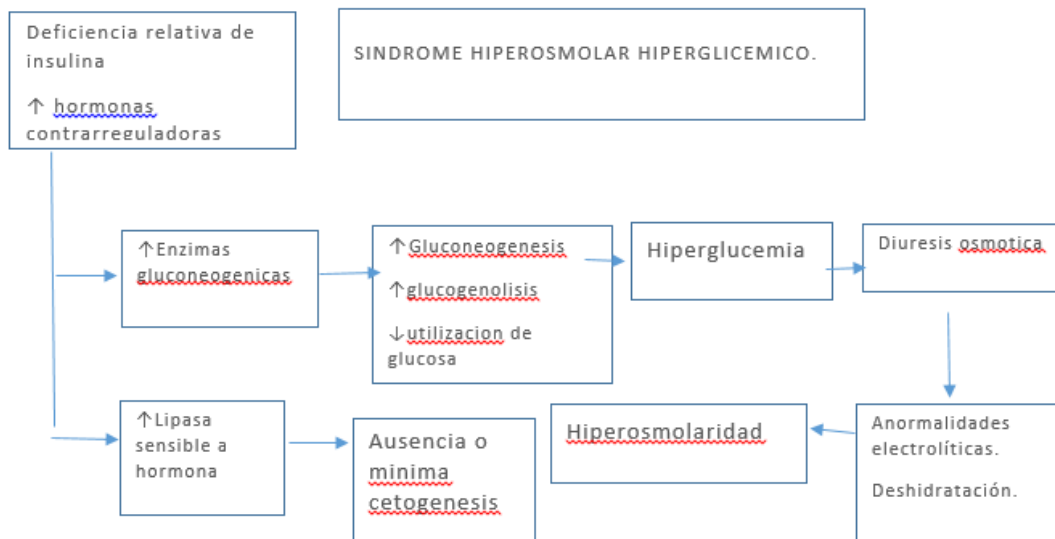 Deficiencia relativa de
insulina
↑ hormonas
contrarreguladoras
SINDROME HIPEROSMOLAR HIPERGLICEMICO.
↑Enzimas
gluconeogenicas
↑Gluconeogenesis
↑glucogenolisis
↓utilizacion de
glucosa
Hiperglucemia
Diuresis osmotica
↑Lipasa
sensible a
hormona
Ausencia o
minima
cetogenesis
Hiperosmolaridad
Anormalidades
electrolíticas.
Deshidratación.